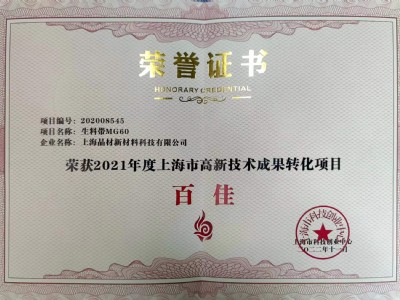 荣誉证书
HONORARY CREDENTIAL
项目编号：202008545
项目名称：生料带MG60
企业名称：上海晶材新材料科技有限公司
荣获2021年度上海市高新技术成果转化项目
百佳
上海市科技创业中心
二〇二二年十一月